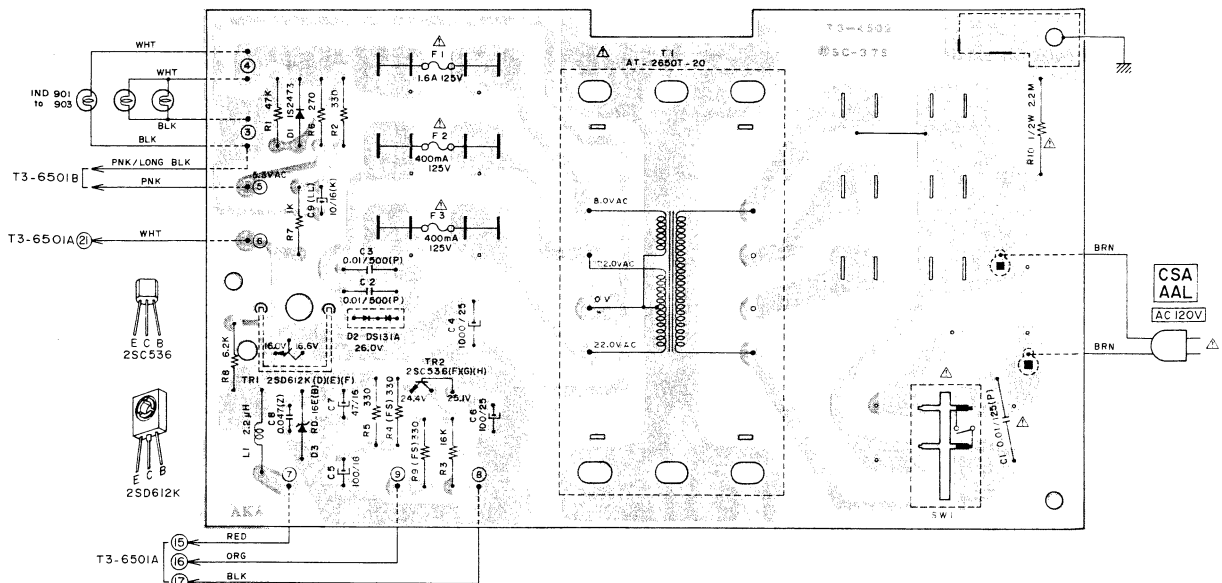 WHT
④
WHT
IND 901
to 903
BLK
③
BLK
PNK/LONG BLK
T3-6501B
PNK
⑤
T3-6501A ㉑
WHT
⑥
R1 47K
D1 1S2473
R6 270
R2 330
F1
1.6A 125V
F2
400mA
125V
F3
400mA
125V
R7 1K
C9 (LL)
10/16(K)
C3
0.01/500(P)
C2
0.01/500(P)
D2 DS131A
26.0V
C4
1000/25
E C B
2SC536
E C B
2SD612K
R8 6.2K
16.0V
16.6V
TR1 2SD612K(D)(E)(F)
TR2
2SC536(F)(G)(H)
24.4V
25.1V
L1 2.2μH
C8
0.047(Z)
D3 RD-16E(B)
C7
47/16
C5
100/16
R5 330
R4 (FS) 330
R9 (FS) 330
R3 16K
C6
100/25
⑦
⑨
⑧
AKA
T3-6501A
⑮ RED
⑯ ORG
⑰ BLK
T1
AT-2650T-20
8.0VAC
0V
22.0VAC
R10 1/2W 2.2M
BRN
BRN
CSA
AAL
AC 120V
C1 0.01/125(P)
SW1